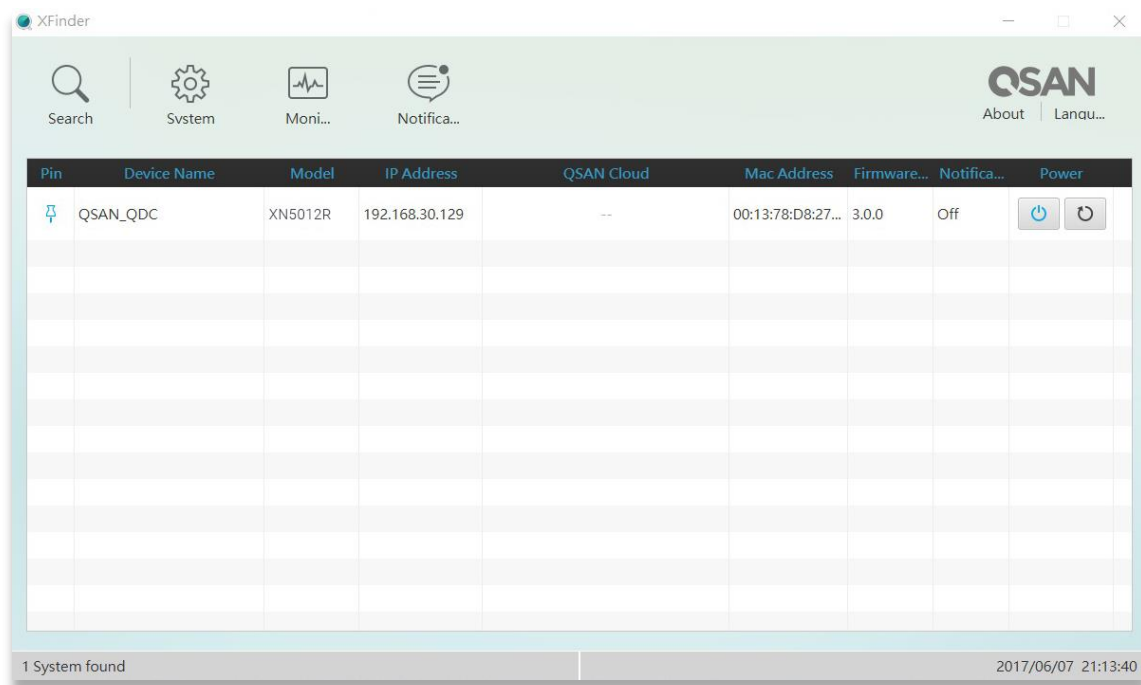 XFinder
QSAN
Search System Moni... Notifica... About Langu...
Pin Device Name Model IP Address QSAN Cloud Mac Address Firmware... Notifica... Power
QSAN_QDC XN5012R 192.168.30.129 -- 00:13:78:D8:27... 3.0.0 Off
1 System found 2017/06/07 21:13:40